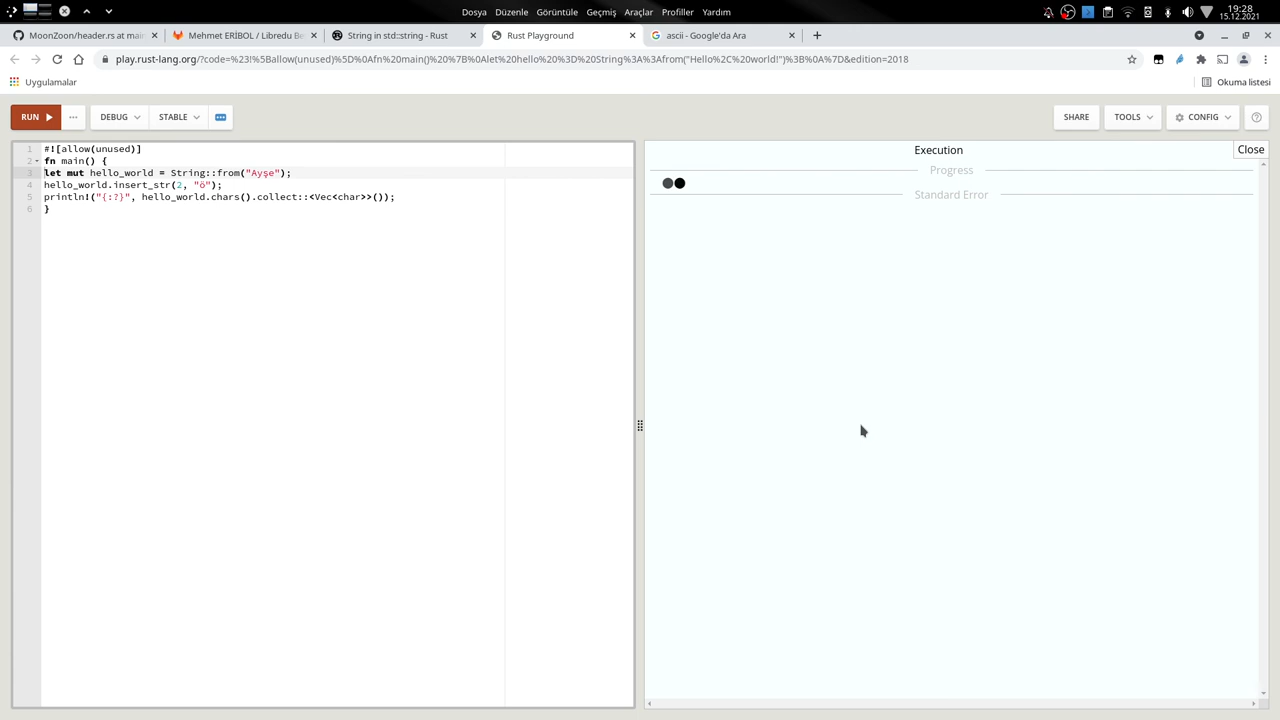 Dosya Düzenle Görüntüle Geçmiş Araçlar Profiller Yardım
19:28
15.12.2021
MoonZoon/header.rs at main
Mehmet ERİBOL / Libredu Be
String in std::string - Rust
Rust Playground
ascii - Google'da Ara
play.rust-lang.org/?code=%23!%5Ballow(unused)%5D%0Afn%20main()%20%7B%0Alet%20hello%20%3D%20String%3A%3Afrom("Hello%2C%20world!")%3B%0A%7D&edition=2018
Uygulamalar
Okuma listesi
RUN
DEBUG
STABLE
SHARE
TOOLS
CONFIG
1 #![allow(unused)]
2 fn main() {
3 let mut hello_world = String::from("Ayşe");
4 hello_world.insert_str(2, "ö");
5 println!("{:?}", hello_world.chars().collect::<Vec<char>>());
6 }
Execution
Close
Progress
Standard Error